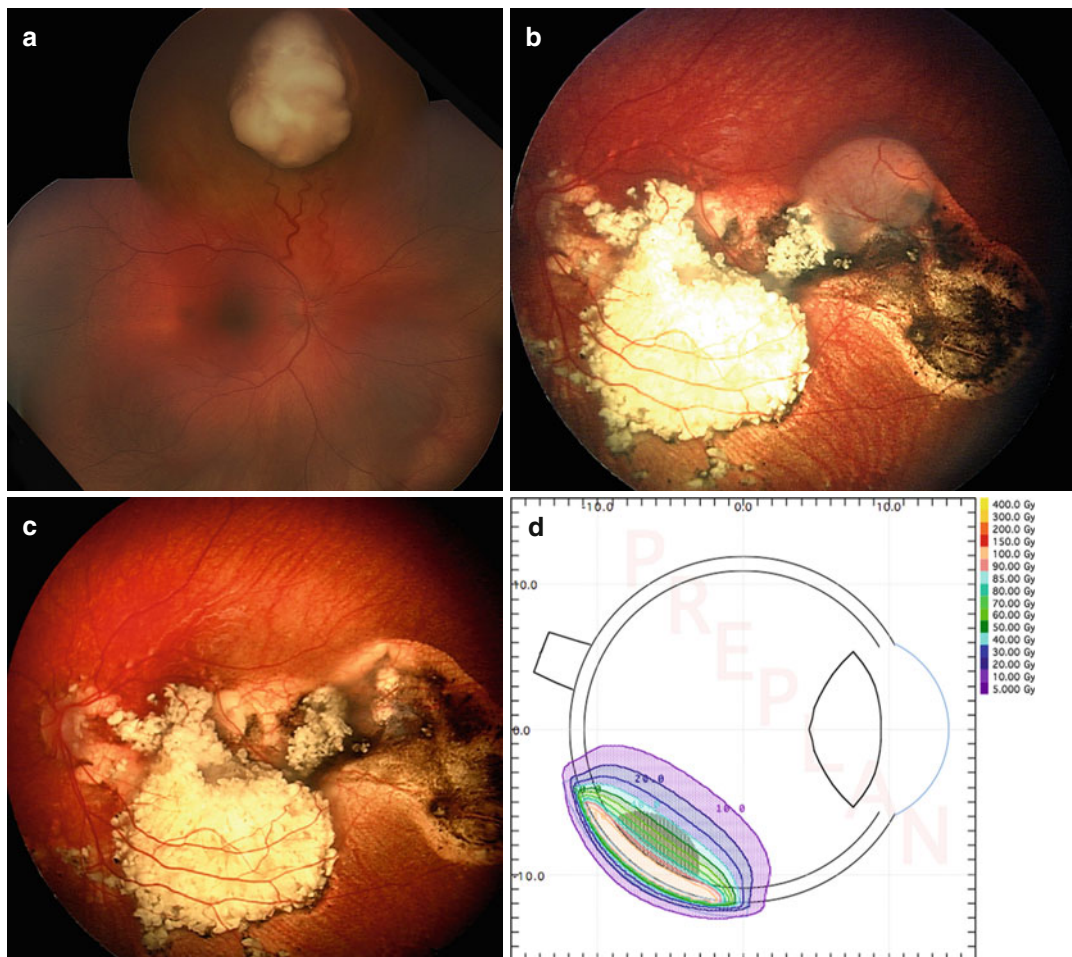 a
b
c
d
-10.0
0.0
10.0
10.0
0.0
-10.0
PREPLAN
20.0
10.0
400.0 Gy
300.0 Gy
200.0 Gy
150.0 Gy
100.0 Gy
90.00 Gy
85.00 Gy
80.00 Gy
70.00 Gy
60.00 Gy
50.00 Gy
40.00 Gy
30.00 Gy
20.00 Gy
10.00 Gy
5.000 Gy